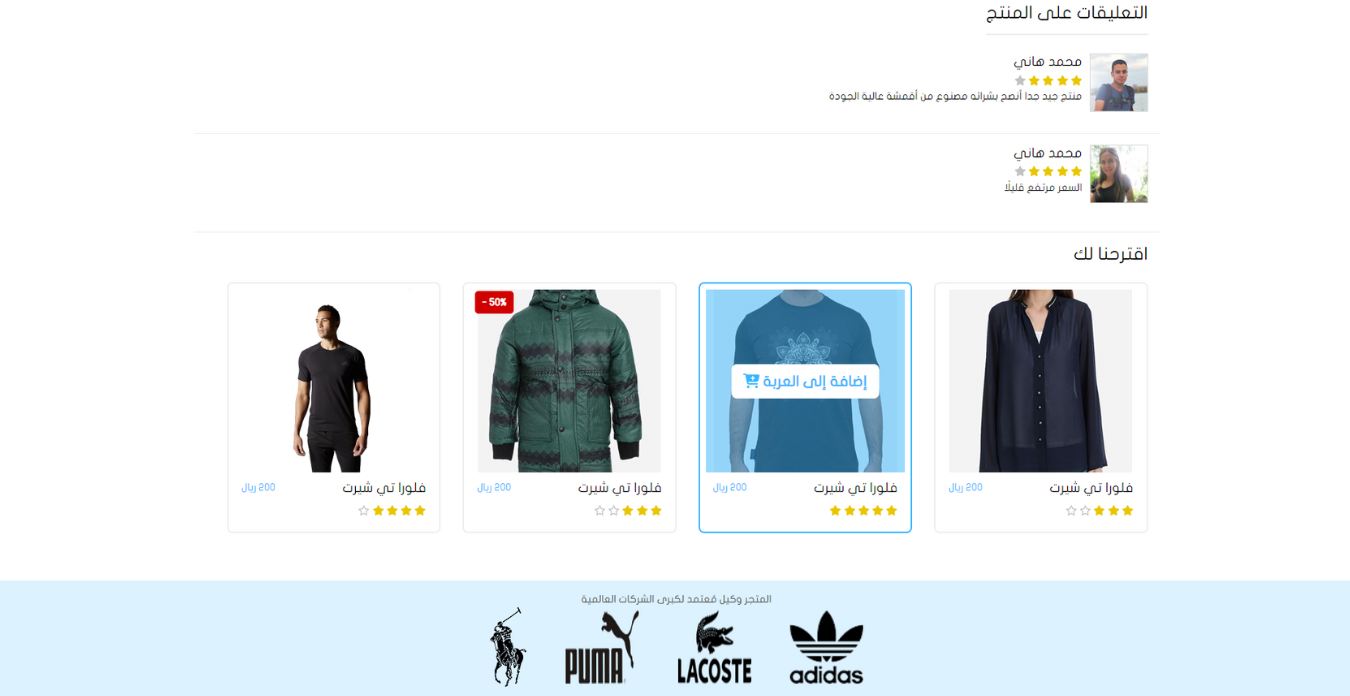 التعليقات على المنتج
محمد هاني
منتج جيد جدا أنصح بشرائه مصنوع من أقمشة عالية الجودة
محمد هاني
السعر مرتفع قليلًا
اقترحنا لك
فلورا تي شيرت
200 ريال
إضافة إلى العربة
فلورا تي شيرت
200 ريال
- 50%
فلورا تي شيرت
200 ريال
فلورا تي شيرت
200 ريال
المتجر وكيل مُعتمد لكبرى الشركات العالمية
adidas
LACOSTE
PUMA